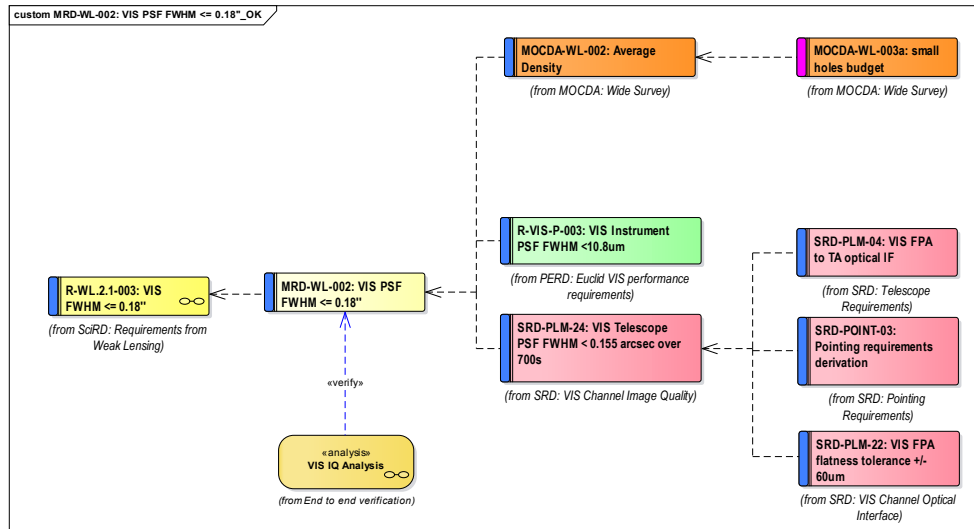 custom MRD-WL-002: VIS PSF FWHM <= 0.18"_OK
MOCDA-WL-002: Average
Density
(from MOCDA: Wide Survey)
MOCDA-WL-003a: small
holes budget
(from MOCDA: Wide Survey)
R-VIS-P-003: VIS Instrument
PSF FWHM <10.8um
(from PERD: Euclid VIS performance
requirements)
SRD-PLM-04: VIS FPA
to TA optical IF
(from SRD: Telescope
Requirements)
R-WL.2.1-003: VIS
FWHM <= 0.18"
(from SciRD: Requirements from
Weak Lensing)
MRD-WL-002: VIS PSF
FWHM <= 0.18"
SRD-PLM-24: VIS Telescope
PSF FWHM < 0.155 arcsec over
700s
(from SRD: VIS Channel Image Quality)
SRD-POINT-03:
Pointing requirements
derivation
(from SRD: Pointing
Requirements)
«verify»
«analysis»
VIS IQ Analysis
(from End to end verification)
SRD-PLM-22: VIS FPA
flatness tolerance +/-
60um
(from SRD: VIS Channel Optical
Interface)